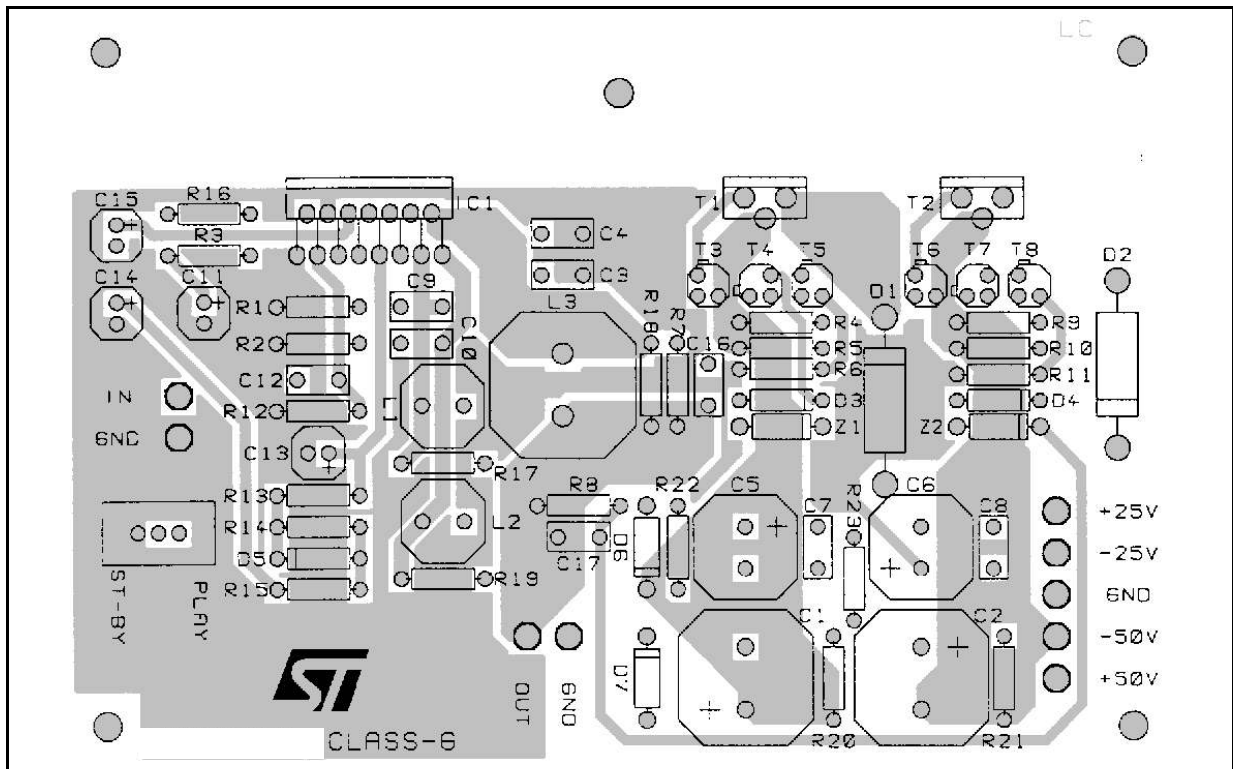 LC
C15
R16
IC1
T1
T2
R3
C4
C14
C11
C3
T3
T4
T5
T6
T7
T8
D2
C9
L3
R1
R18
R7
D1
R4
R9
R2
C10
C16
R5
R10
R6
R11
C12
IN
R12
L1
D3
D4
GND
Z1
Z2
C13
R17
R13
R8
R22
C5
C7
R23
C6
C8
+25V
R14
L2
D6
-25V
D5
C17
R15
R19
GND
ST-BY
PLAY
C1
C2
-50V
ST
OUT
GND
D7
+50V
CLASS-G
R20
R21